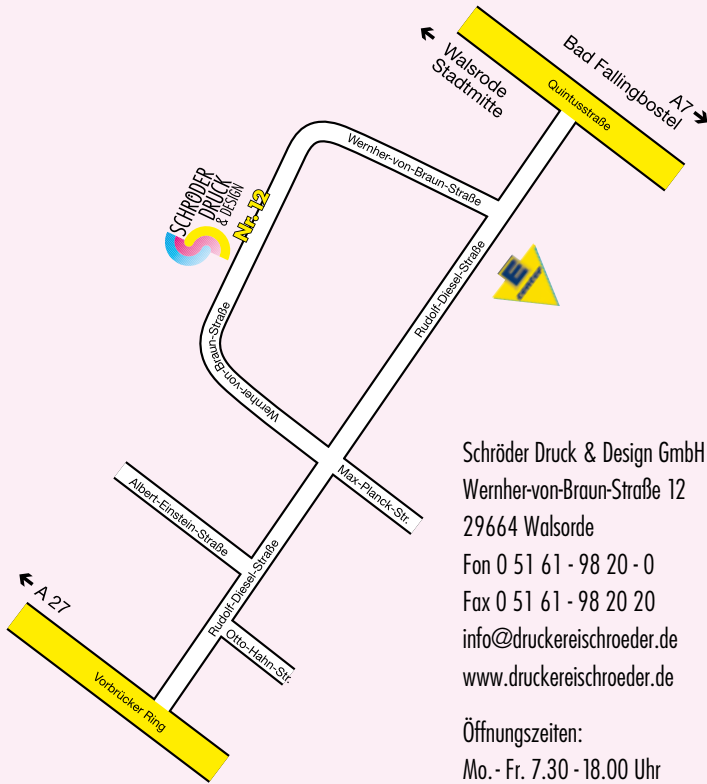 Walsrode
Stadtmitte
Bad Fallingbostel
A7
Quintusstraße
Wernher-von-Braun-Straße
SCHRÖDER
DRUCK
& DESIGN
Nr. 12
Rudolf-Diesel-Straße
E
center
Wernher-von-Braun-Straße
Max-Planck-Str.
Albert-Einstein-Straße
Rudolf-Diesel-Straße
Otto-Hahn-Str.
A 27
Vorbrücker Ring
Schröder Druck & Design GmbH
Wernher-von-Braun-Straße 12
29664 Walsorde
Fon 0 51 61 - 98 20 - 0
Fax 0 51 61 - 98 20 20
info@druckereischroeder.de
www.druckereischroeder.de
Öffnungszeiten:
Mo. - Fr. 7.30 - 18.00 Uhr